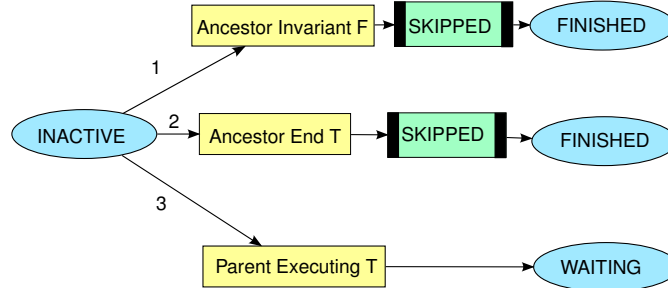 Ancestor Invariant F
SKIPPED
FINISHED
1
INACTIVE
2
Ancestor End T
SKIPPED
FINISHED
3
Parent Executing T
WAITING